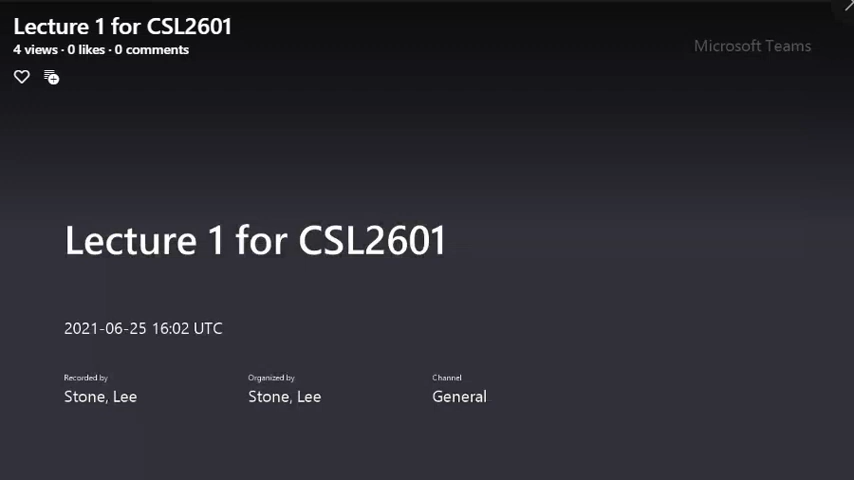 Lecture 1 for CSL2601
4 views · 0 likes · 0 comments
Microsoft Teams
Lecture 1 for CSL2601
2021-06-25 16:02 UTC
Recorded by Organized by Channel
Stone, Lee Stone, Lee General